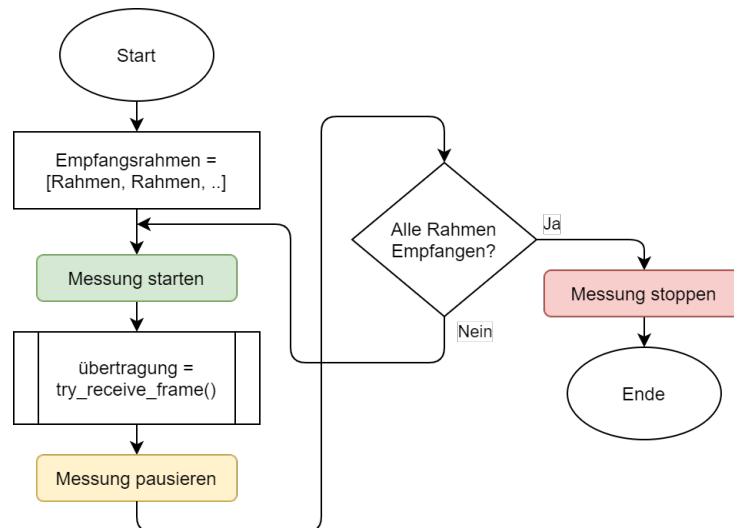 Start
Empfangsrahmen =
[Rahmen, Rahmen, ..]
Messung starten
übertragung =
try_receive_frame()
Messung pausieren
Alle Rahmen
Empfangen?
Ja
Nein
Messung stoppen
Ende